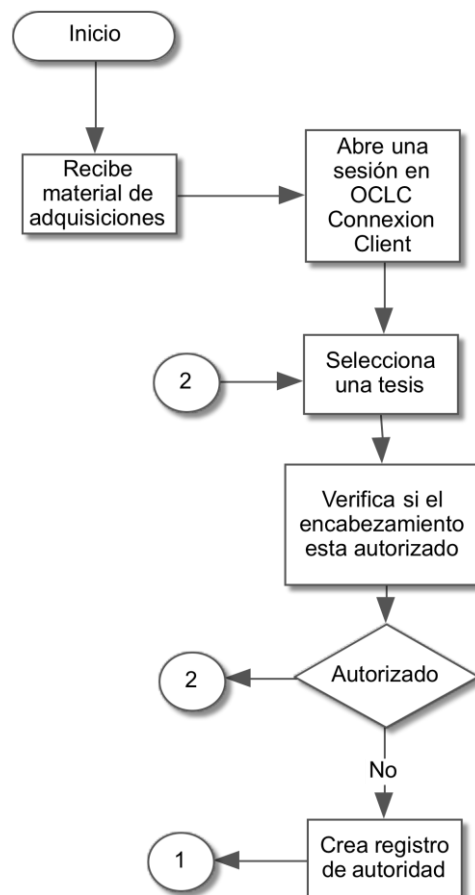 Inicio
Recibe
material de
adquisiciones
Abre una
sesión en
OCLC
Connexion
Client
2
Selecciona
una tesis
Verifica si el
encabezamiento
esta autorizado
Autorizado
2
No
Crea registro
de autoridad
1